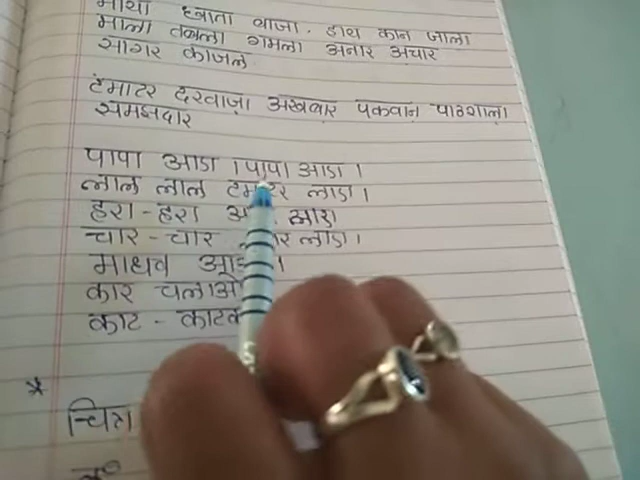 माथा छाता बाजा . हाथ कान जाला
माला तबला गमला अनार अचार
सागर काजल
टमाटर दरवाज़ा अखबार पकवान पाठशाला
समझदार
पापा आओ । पापा आओ ।
लाल लाल टमाटर लाओ ।
हरा - हरा लाओ
चार - चार लाओ ।
माधव
कार चलाओ
काट - काटक
चित्र